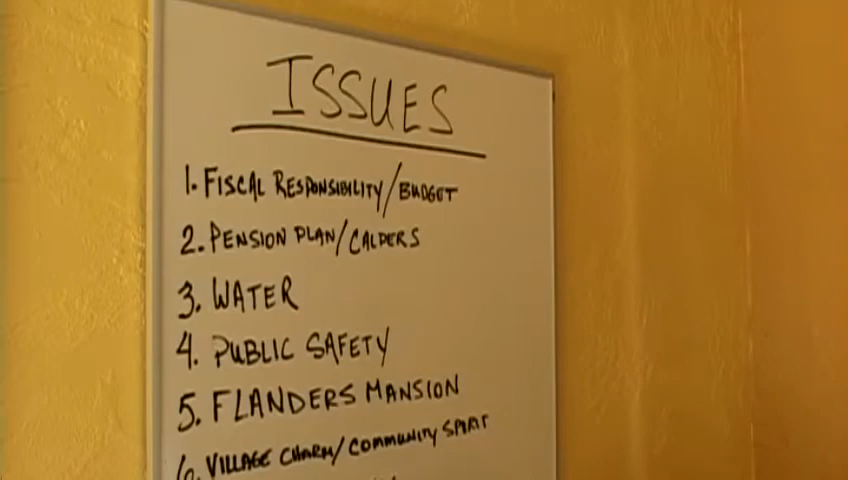 ISSUES
1. FISCAL RESPONSIBILITY/BUDGET
2. PENSION PLAN/CALPERS
3. WATER
4. PUBLIC SAFETY
5. FLANDERS MANSION
6. VILLAGE CHARM/COMMUNITY SPIRIT